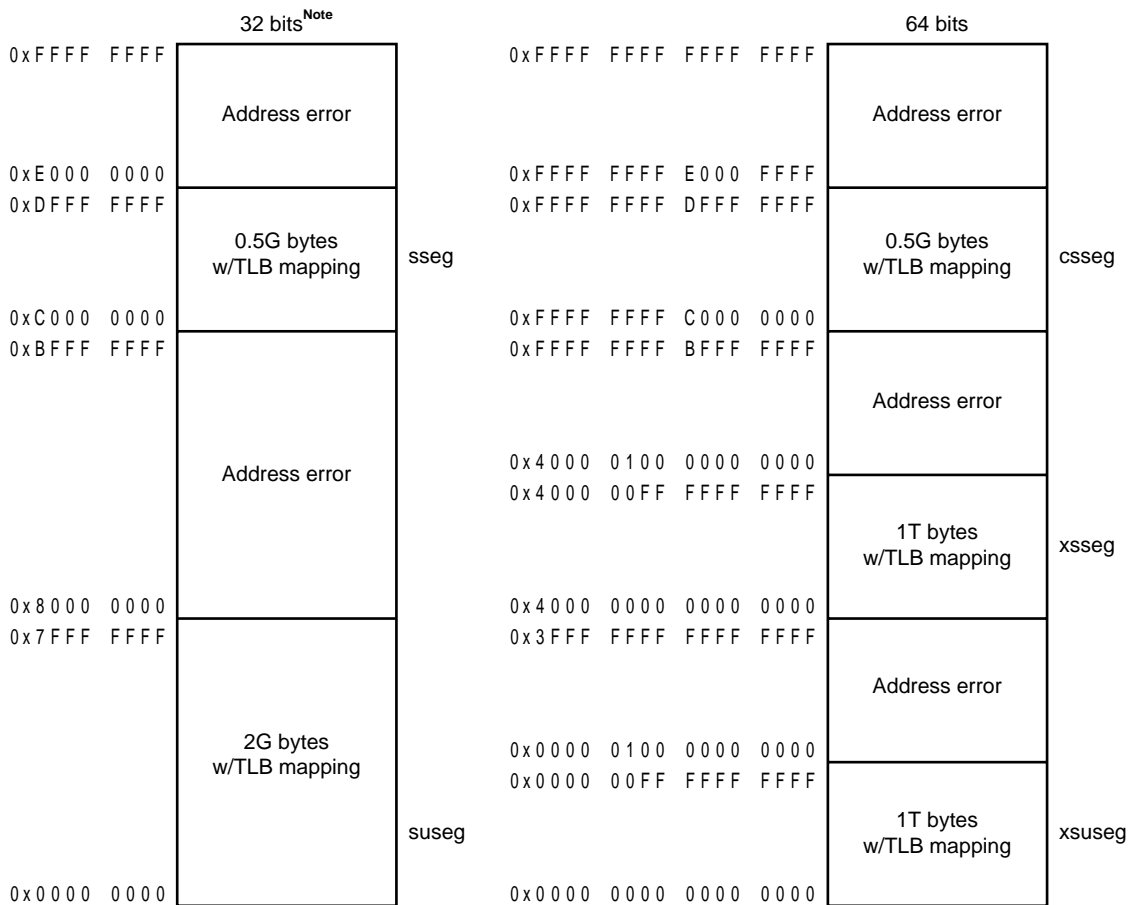 32 bitsNote
0xFFFF FFFF
Address error
0xE000 0000
0xDFFF FFFF
0.5G bytes
w/TLB mapping
sseg
0xC000 0000
0xBFFF FFFF
Address error
0x8000 0000
0x7FFF FFFF
2G bytes
w/TLB mapping
suseg
0x0000 0000
64 bits
0xFFFF FFFF FFFF FFFF
Address error
0xFFFF FFFF E000 FFFF
0xFFFF FFFF DFFF FFFF
0.5G bytes
w/TLB mapping
csseg
0xFFFF FFFF C000 0000
0xFFFF FFFF BFFF FFFF
Address error
0x4000 0100 0000 0000
0x4000 00FF FFFF FFFF
1T bytes
w/TLB mapping
xsseg
0x4000 0000 0000 0000
0x3FFF FFFF FFFF FFFF
Address error
0x0000 0100 0000 0000
0x0000 00FF FFFF FFFF
1T bytes
w/TLB mapping
xsuseg
0x0000 0000 0000 0000